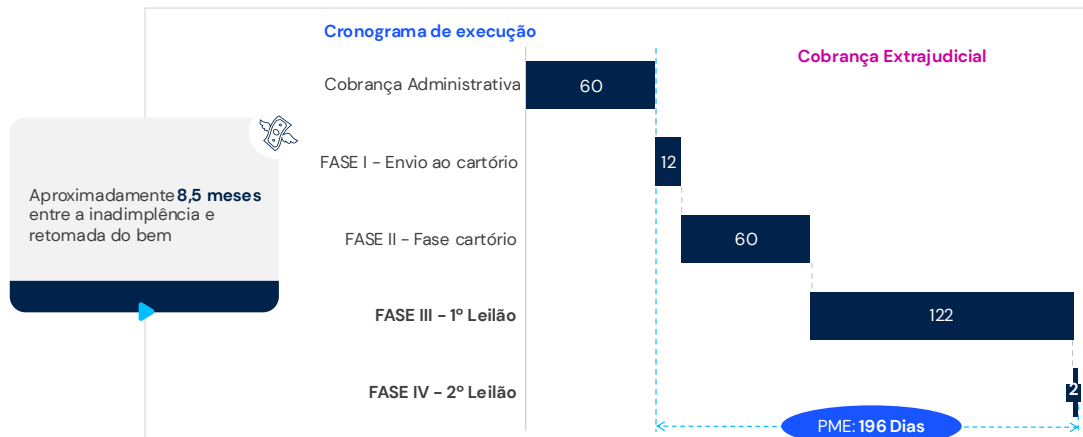 Cronograma de execução
Cobrança Extrajudicial
Cobrança Administrativa
60
FASE I - Envio ao cartório
12
Aproximadamente 8,5 meses
entre a inadimplência e
retomada do bem
FASE II - Fase cartório
60
FASE III - 1º Leilão
122
FASE IV - 2º Leilão
2
PME: 196 Dias